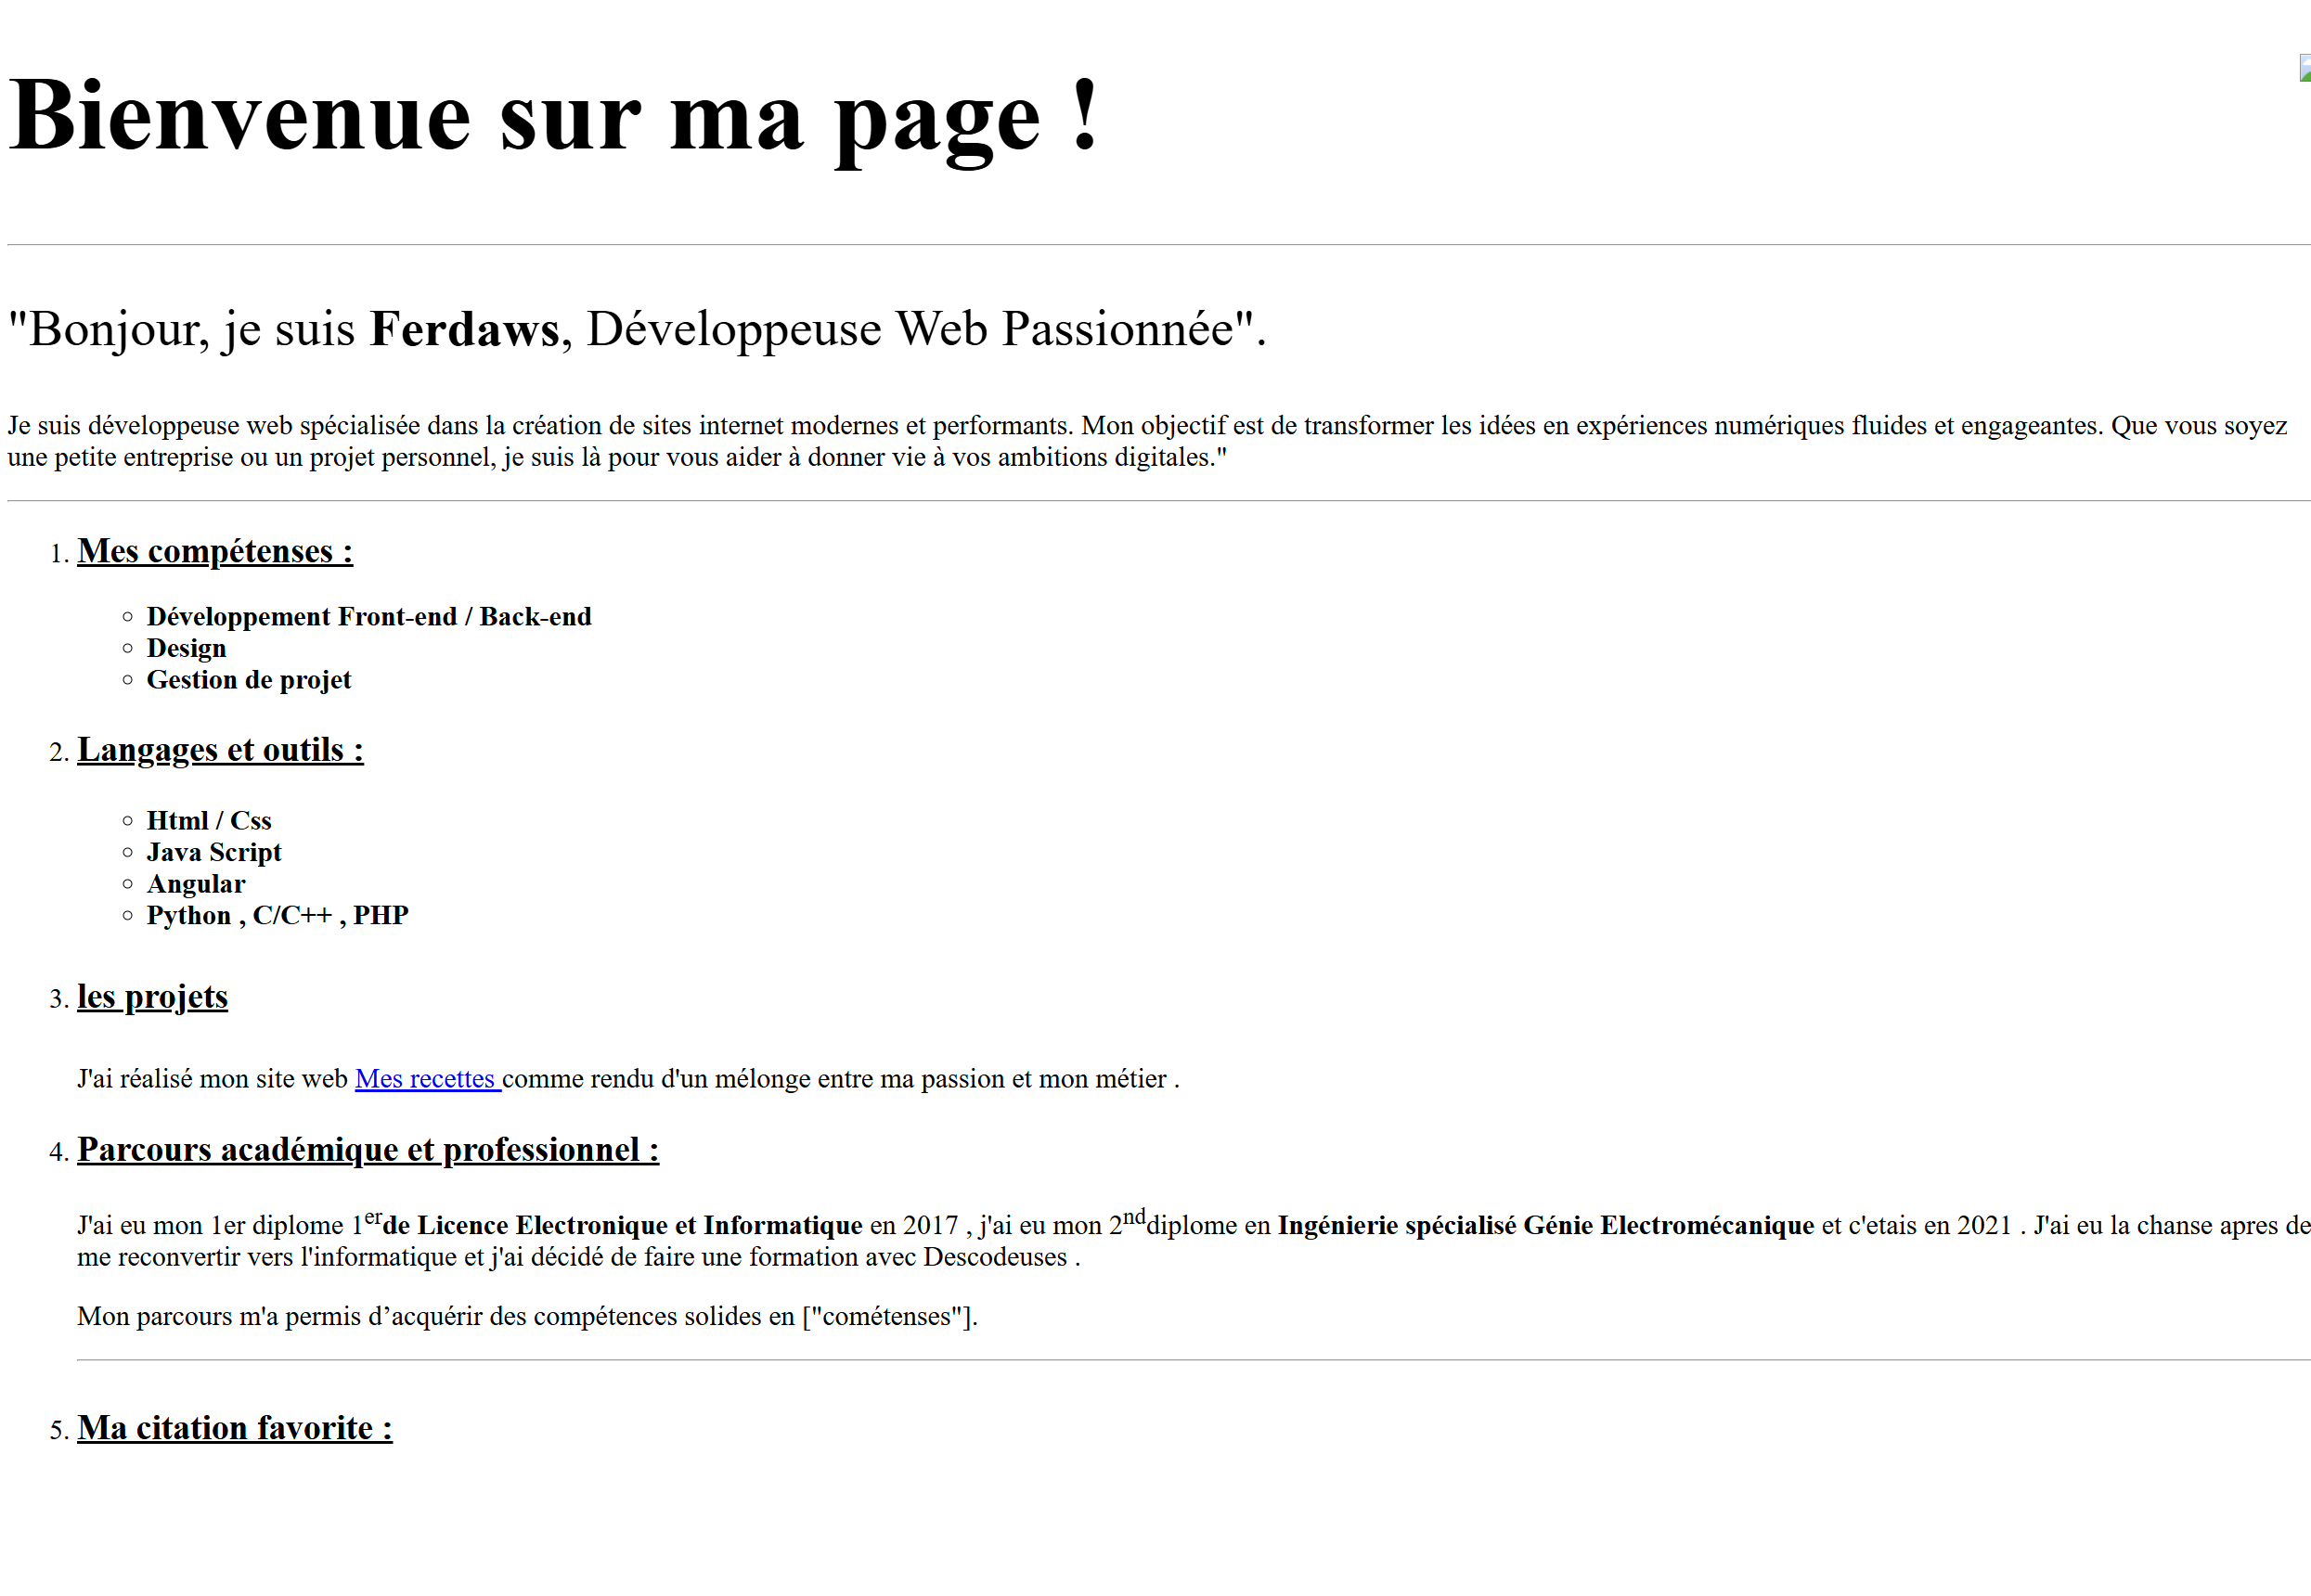 Bienvenue sur ma page !
"Bonjour, je suis Ferdaws, Développeuse Web Passionnée".
Je suis développeuse web spécialisée dans la création de sites internet modernes et performants. Mon objectif est de transformer les idées en expériences numériques fluides et engageantes. Que vous soyez
une petite entreprise ou un projet personnel, je suis là pour vous aider à donner vie à vos ambitions digitales."
1. Mes compétenses :
○ Développement Front-end / Back-end
○ Design
○ Gestion de projet
2. Langages et outils :
○ Html / Css
○ Java Script
○ Angular
○ Python , C/C++ , PHP
3. les projets
J'ai réalisé mon site web Mes recettes comme rendu d'un mélonge entre ma passion et mon métier .
4. Parcours académique et professionnel :
J'ai eu mon 1er diplome 1er de Licence Electronique et Informatique en 2017 , j'ai eu mon 2nd diplome en Ingénierie spécialisé Génie Electromécanique et c'etais en 2021 . J'ai eu la chanse apres de
me reconvertir vers l'informatique et j'ai décidé de faire une formation avec Descodeuses .
Mon parcours m'a permis d’acquérir des compétences solides en ["cométenses"].
5. Ma citation favorite :